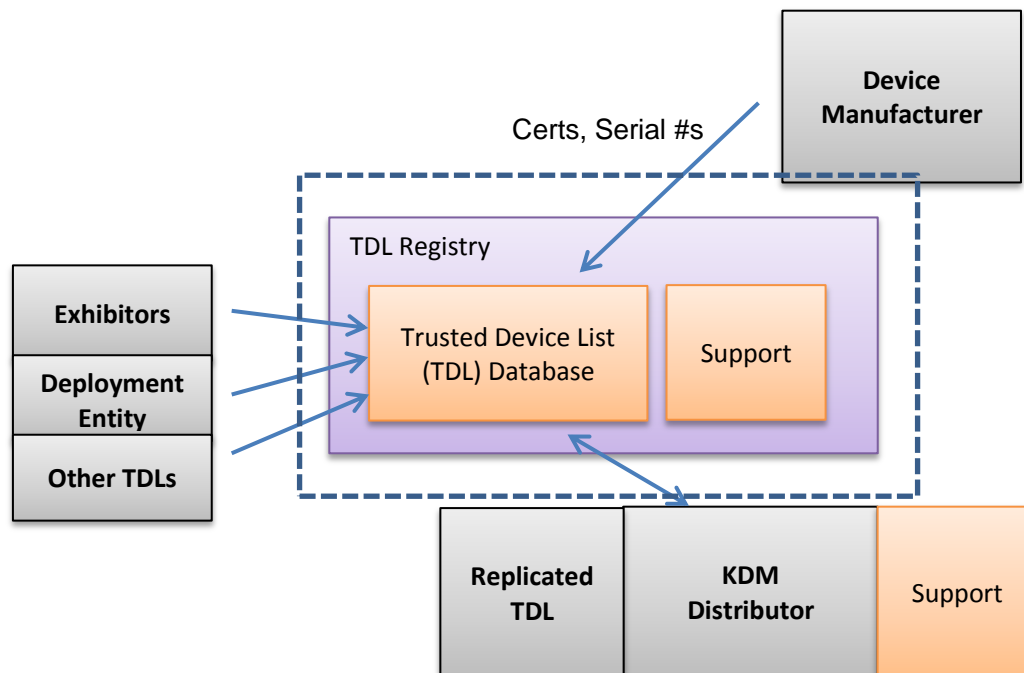 Device
Manufacturer
Certs, Serial #s
TDL Registry
Exhibitors
Deployment
Entity
Other TDLs
Trusted Device List
(TDL) Database
Support
Replicated
TDL
KDM
Distributor
Support